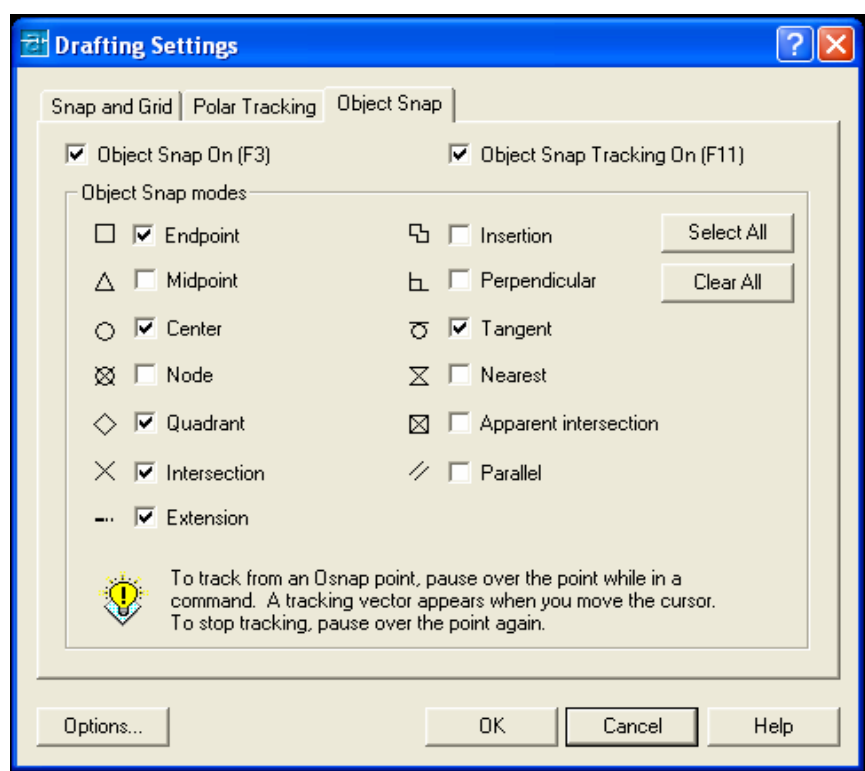 Drafting Settings
Snap and Grid Polar Tracking Object Snap
Object Snap On (F3) Object Snap Tracking On (F11)
Object Snap modes
Endpoint Insertion Select All
Midpoint Perpendicular Clear All
Center Tangent
Node Nearest
Quadrant Apparent intersection
Intersection Parallel
Extension
To track from an Osnap point, pause over the point while in a
command. A tracking vector appears when you move the cursor.
To stop tracking, pause over the point again.
Options... OK Cancel Help